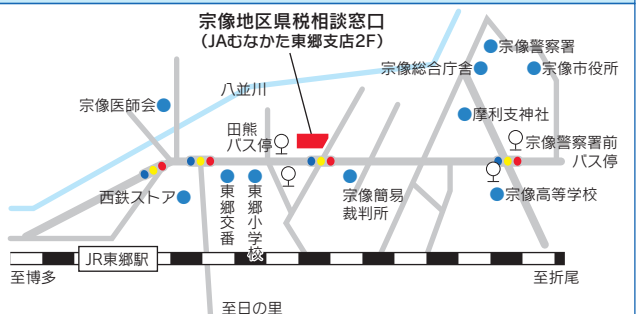 宗像地区県税相談窓口
（JAむなかた東郷支店2F）
宗像警察署
宗像総合庁舎
宗像市役所
八並川
宗像医師会
摩利支神社
田熊
バス停
宗像警察署前
バス停
西鉄ストア
東郷交番
東郷小学校
宗像簡易
裁判所
宗像高等学校
JR東郷駅
至博多
至折尾
至日の里